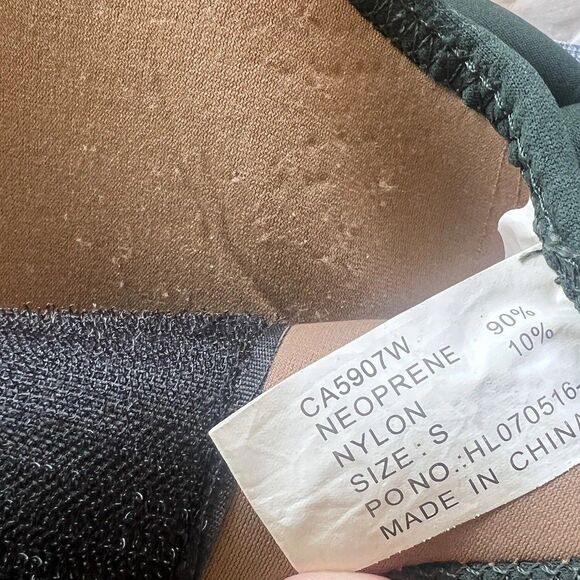 CA5907W
NEOPRENE 90%
NYLON 10%
SIZE: S
PO NO.:HL070516
MADE IN CHINA